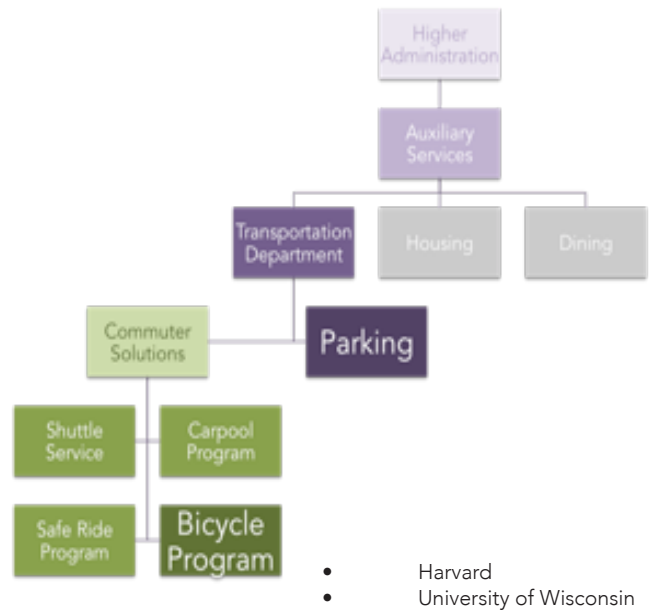 Higher
Administration
Auxiliary
Services
Transportation
Department
Housing
Dining
Commuter
Solutions
Parking
Shuttle
Service
Carpool
Program
Safe Ride
Program
Bicycle
Program
• Harvard
• University of Wisconsin